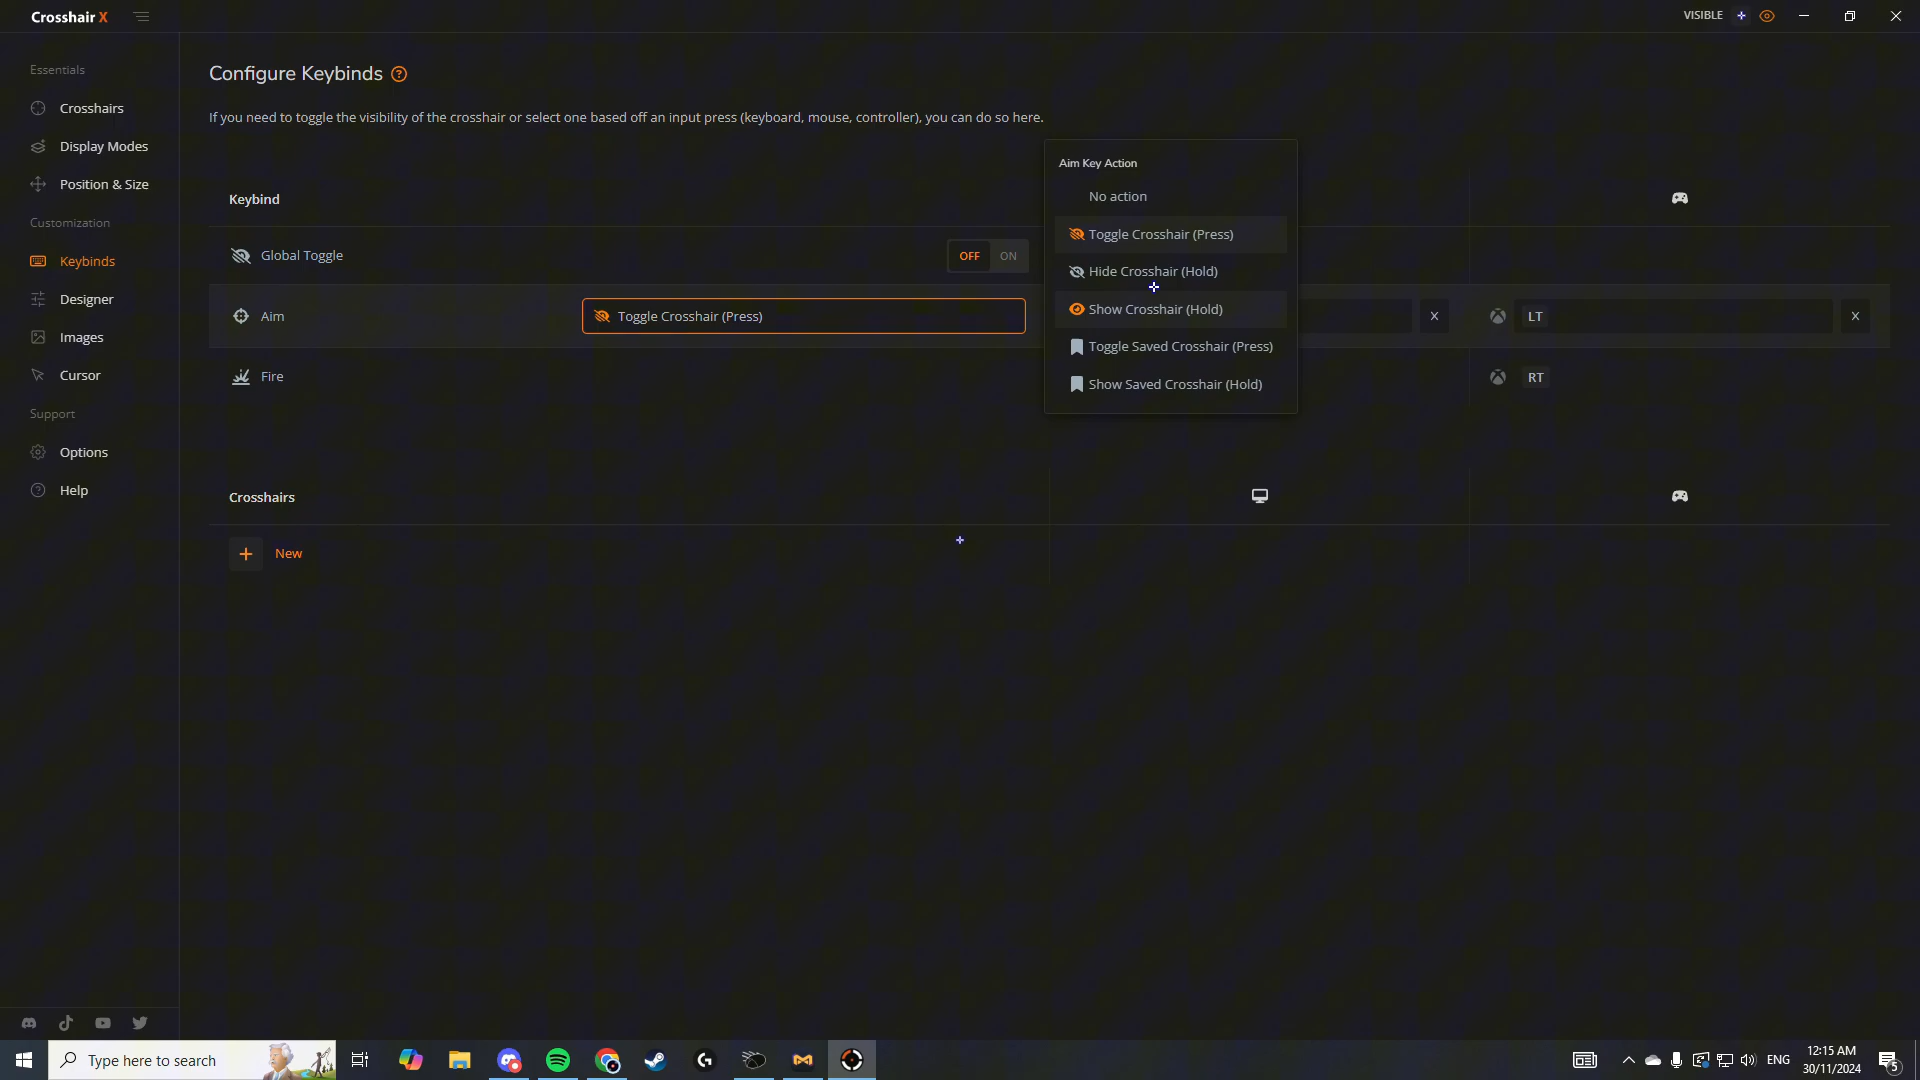 Crosshair X
VISIBLE
Essentials
Crosshairs
Display Modes
Position & Size
Customization
Keybinds
Designer
Images
Cursor
Support
Options
Help
Configure Keybinds ?
If you need to toggle the visibility of the crosshair or select one based off an input press (keyboard, mouse, controller), you can do so here.
Keybind
Global Toggle
OFF ON
Aim
Toggle Crosshair (Press)
X
LT
X
Fire
RT
Aim Key Action
No action
Toggle Crosshair (Press)
Hide Crosshair (Hold)
Show Crosshair (Hold)
Toggle Saved Crosshair (Press)
Show Saved Crosshair (Hold)
Crosshairs
+ New
Type here to search
ENG
12:15 AM
30/11/2024
5